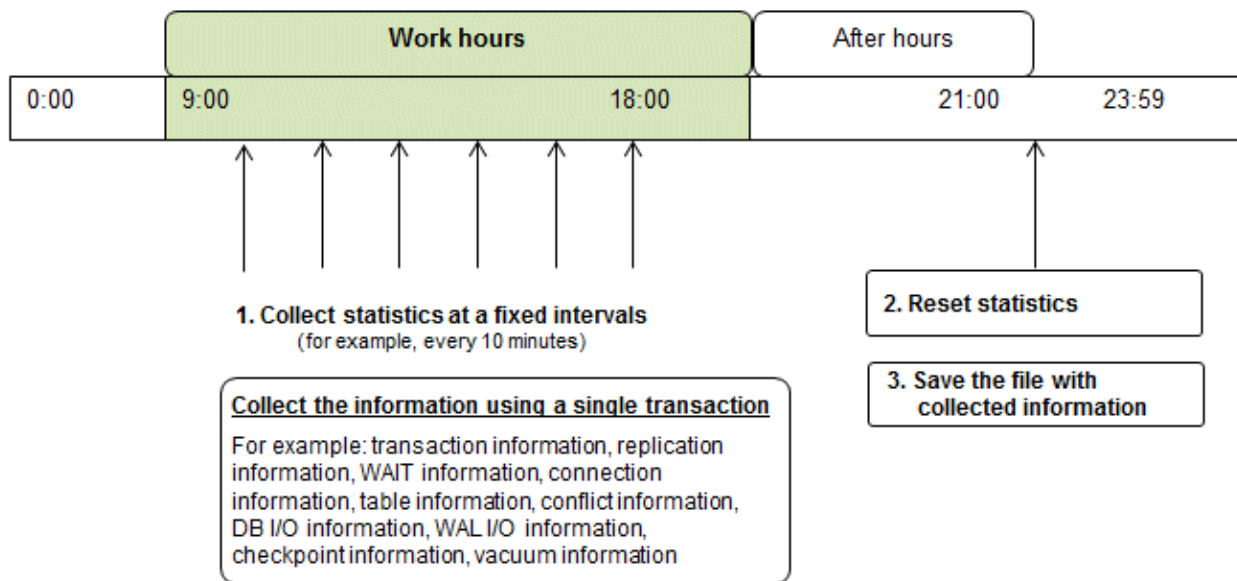 Work hours
After hours
0:00
9:00
18:00
21:00
23:59
1. Collect statistics at a fixed intervals
(for example, every 10 minutes)
Collect the information using a single transaction
For example: transaction information, replication
information, WAIT information, connection
information, table information, conflict information,
DB I/O information, WAL I/O information,
checkpoint information, vacuum information
2. Reset statistics
3. Save the file with
collected information